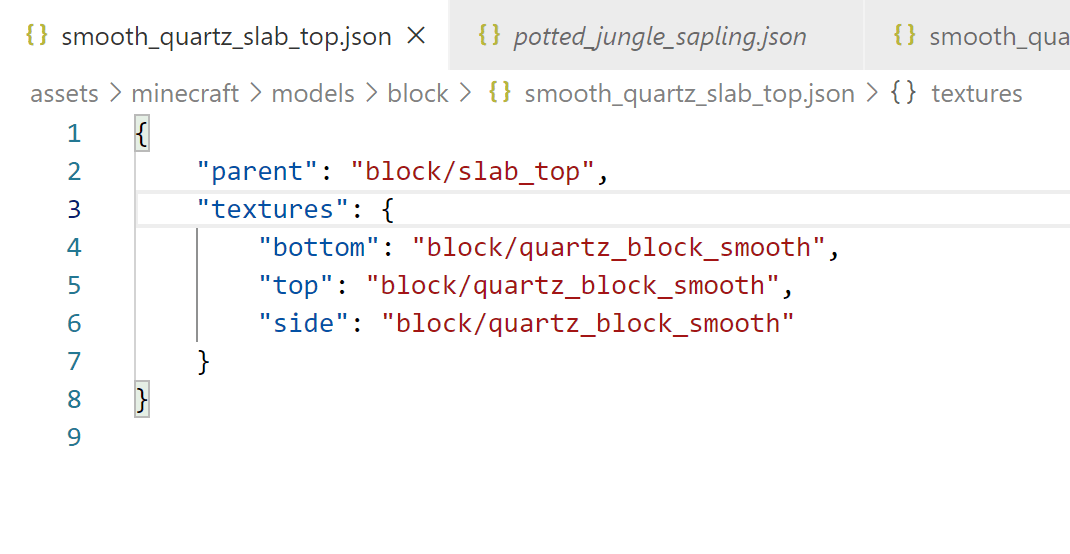 {} smooth_quartz_slab_top.json × {} potted_jungle_sapling.json {} smooth_qua
assets > minecraft > models > block > {} smooth_quartz_slab_top.json > {} textures
1 {
2     "parent": "block/slab_top",
3     "textures": {
4         "bottom": "block/quartz_block_smooth",
5         "top": "block/quartz_block_smooth",
6         "side": "block/quartz_block_smooth"
7     }
8 }
9